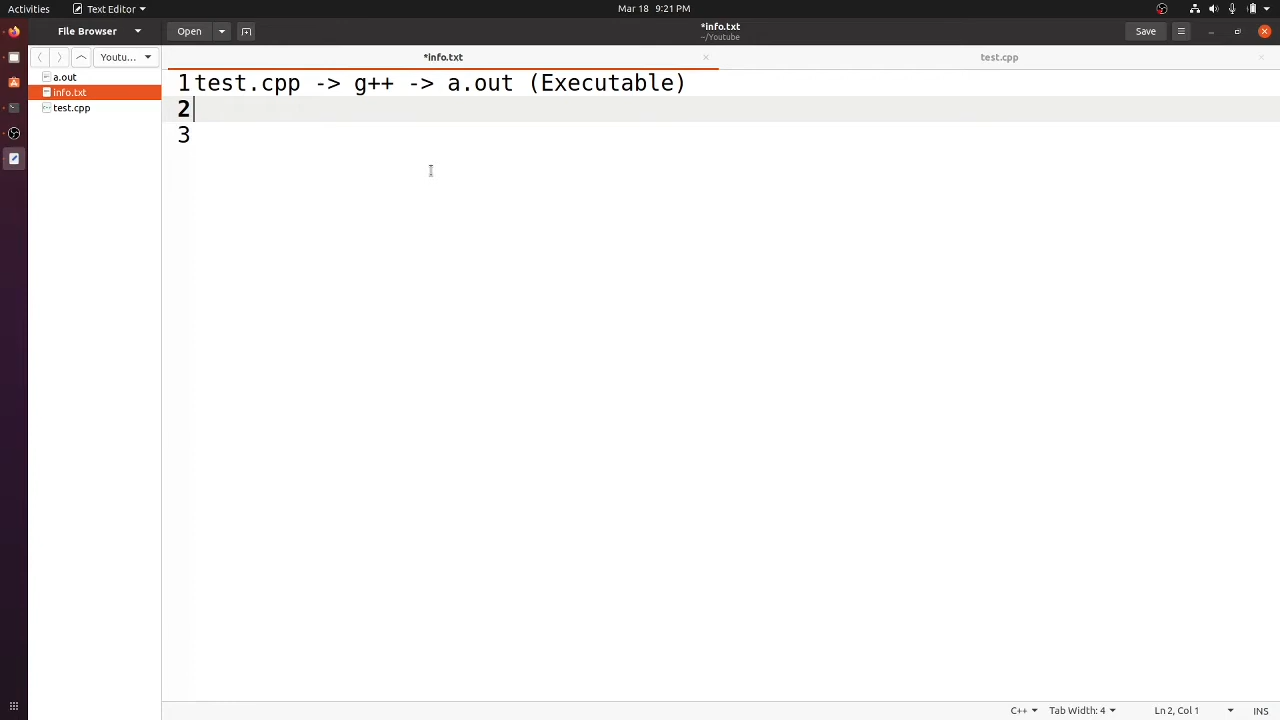 Activities
Text Editor
Mar 18 9:21 PM
File Browser
Open
*info.txt
~/Youtube
Save
Youtu...
*info.txt
test.cpp
a.out
info.txt
test.cpp
1 test.cpp -> g++ -> a.out (Executable)
2
3
C++
Tab Width: 4
Ln 2, Col 1
INS